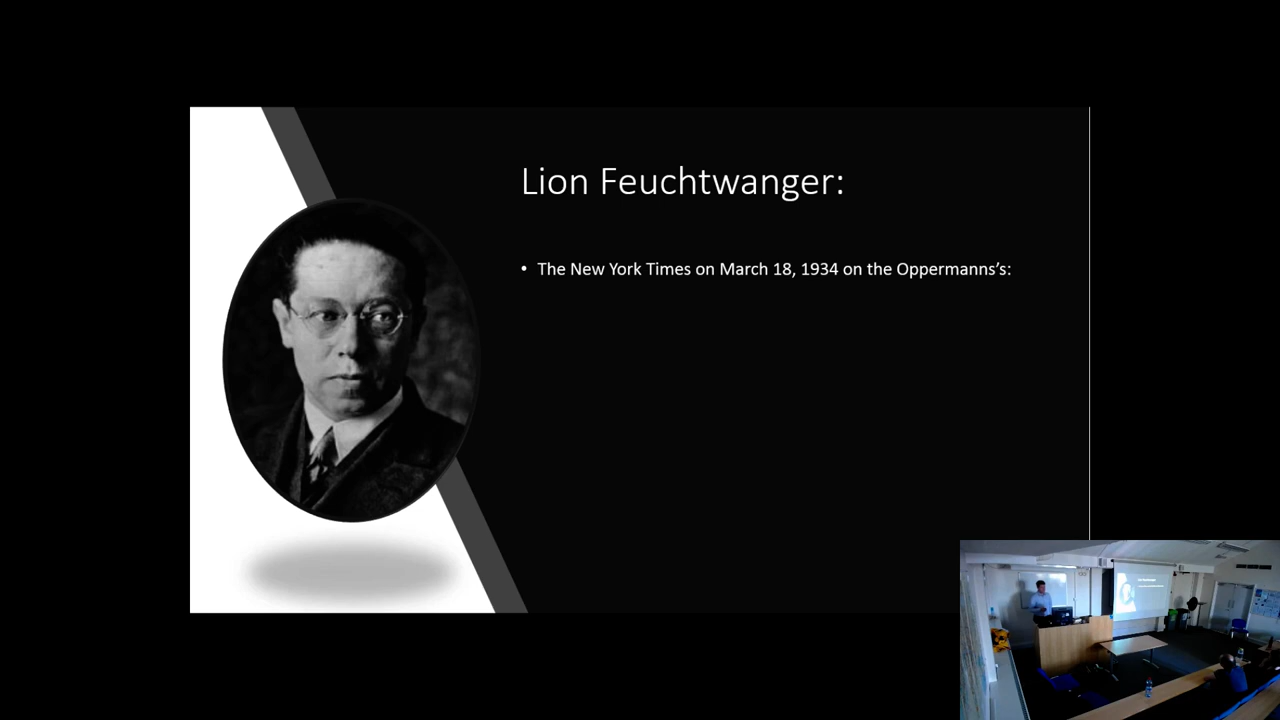 Lion Feuchtwanger:
• The New York Times on March 18, 1934 on the Oppermanns’s: